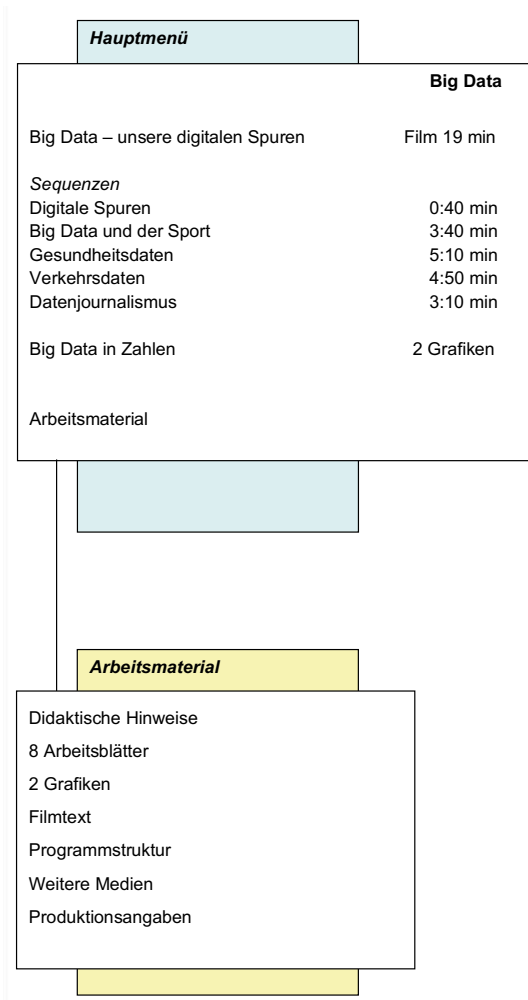 Hauptmenü
Big Data
Big Data – unsere digitalen Spuren Film 19 min
Sequenzen
Digitale Spuren 0:40 min
Big Data und der Sport 3:40 min
Gesundheitsdaten 5:10 min
Verkehrsdaten 4:50 min
Datenjournalismus 3:10 min
Big Data in Zahlen 2 Grafiken
Arbeitsmaterial
Arbeitsmaterial
Didaktische Hinweise
8 Arbeitsblätter
2 Grafiken
Filmtext
Programmstruktur
Weitere Medien
Produktionsangaben